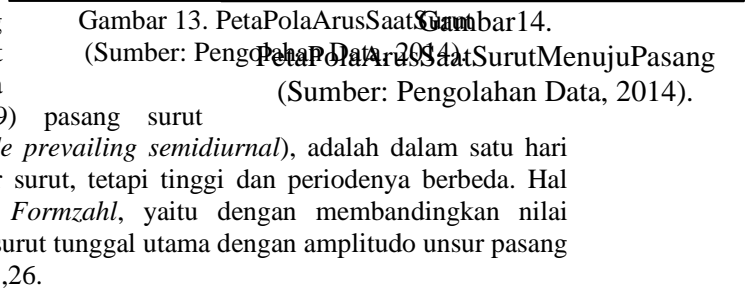 Gambar 13. PetaPolaArusSaatSurut
(Sumber: Pengolahan Data, 2014).
Gambar14.
PetaPolaArusSaatSurutMenujuPasang
(Sumber: Pengolahan Data, 2014).
9) pasang surut
prevailing semidiurnal), adalah dalam satu hari
surut, tetapi tinggi dan periodenya berbeda. Hal
Formzahl, yaitu dengan membandingkan nilai
surut tunggal utama dengan amplitudo unsur pasang
,26.